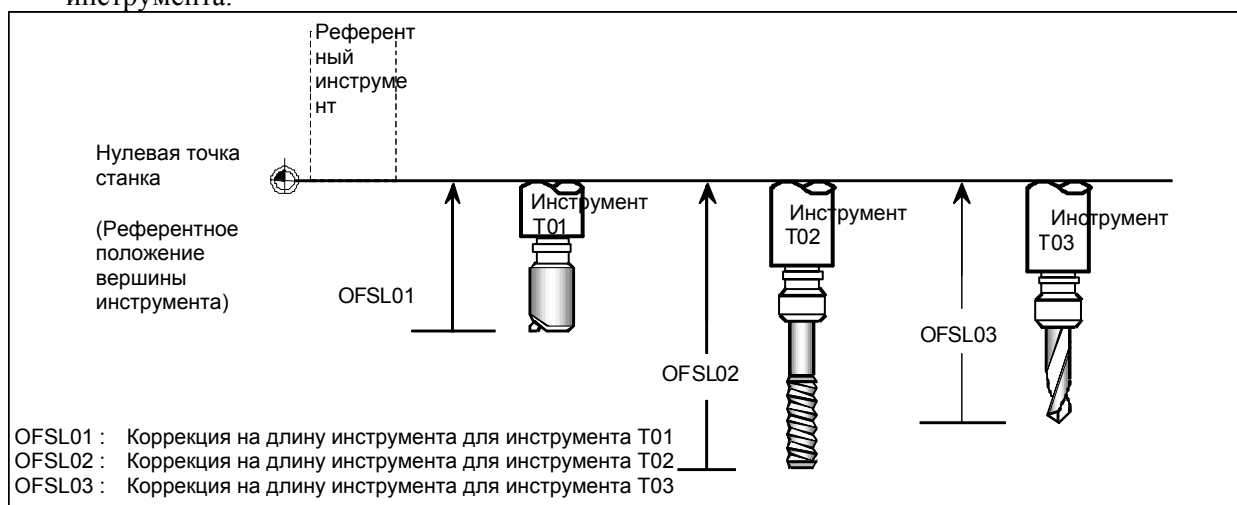 инструмента.
Референт
ный
инструме
нт
Нулевая точка
станка
(Референтное
положение
вершины
инструмента)
Инструмент
T01
Инструмент
T02
Инструмент
T03
OFSL01
OFSL02
OFSL03
OFSL01 : Коррекция на длину инструмента для инструмента T01
OFSL02 : Коррекция на длину инструмента для инструмента T02
OFSL03 : Коррекция на длину инструмента для инструмента T03